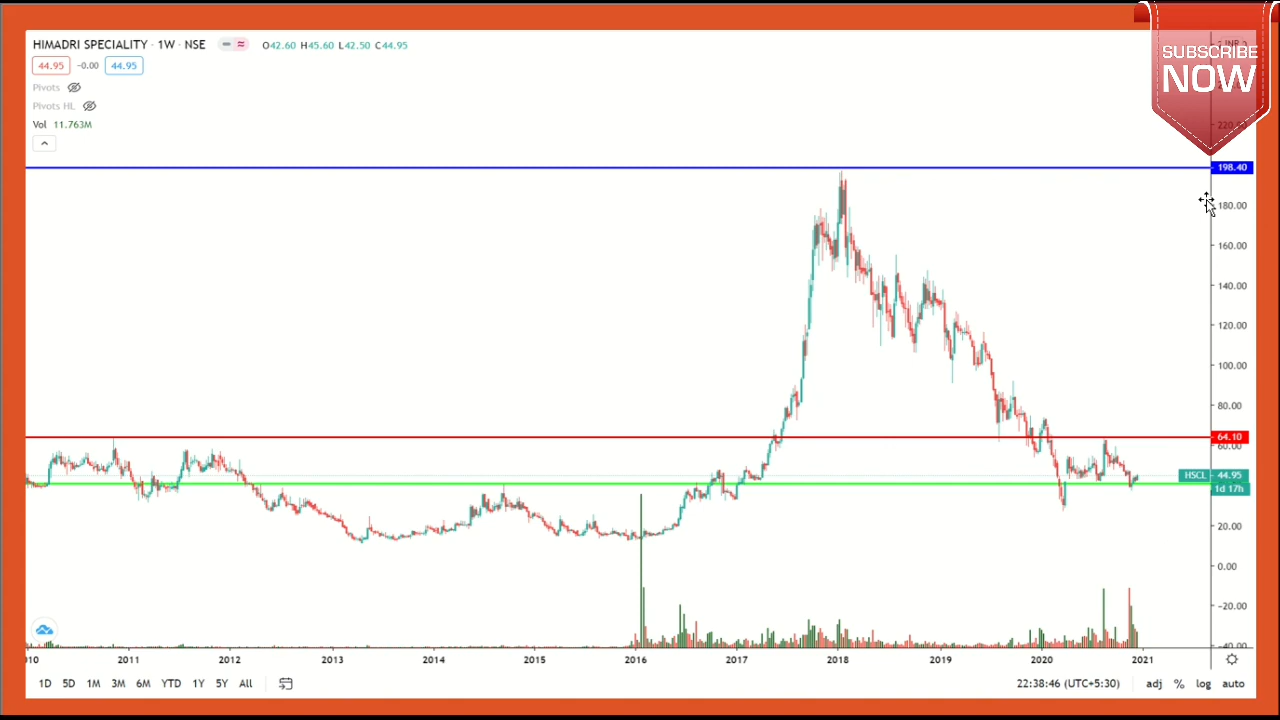 HIMADRI SPECIALITY · 1W · NSE
O42.60 H45.60 L42.50 C44.95
44.95 -0.00 44.95
Pivots
Pivots HL
Vol 11.763M
SUBSCRIBE
NOW
220.00
198.40
180.00
160.00
140.00
120.00
100.00
80.00
64.10
60.00
HSCL 44.95
1d 17h
20.00
0.00
-20.00
-40.00
2011 2012 2013 2014 2015 2016 2017 2018 2019 2020 2021
1D 5D 1M 3M 6M YTD 1Y 5Y All
22:38:46 (UTC+5:30) adj % log auto